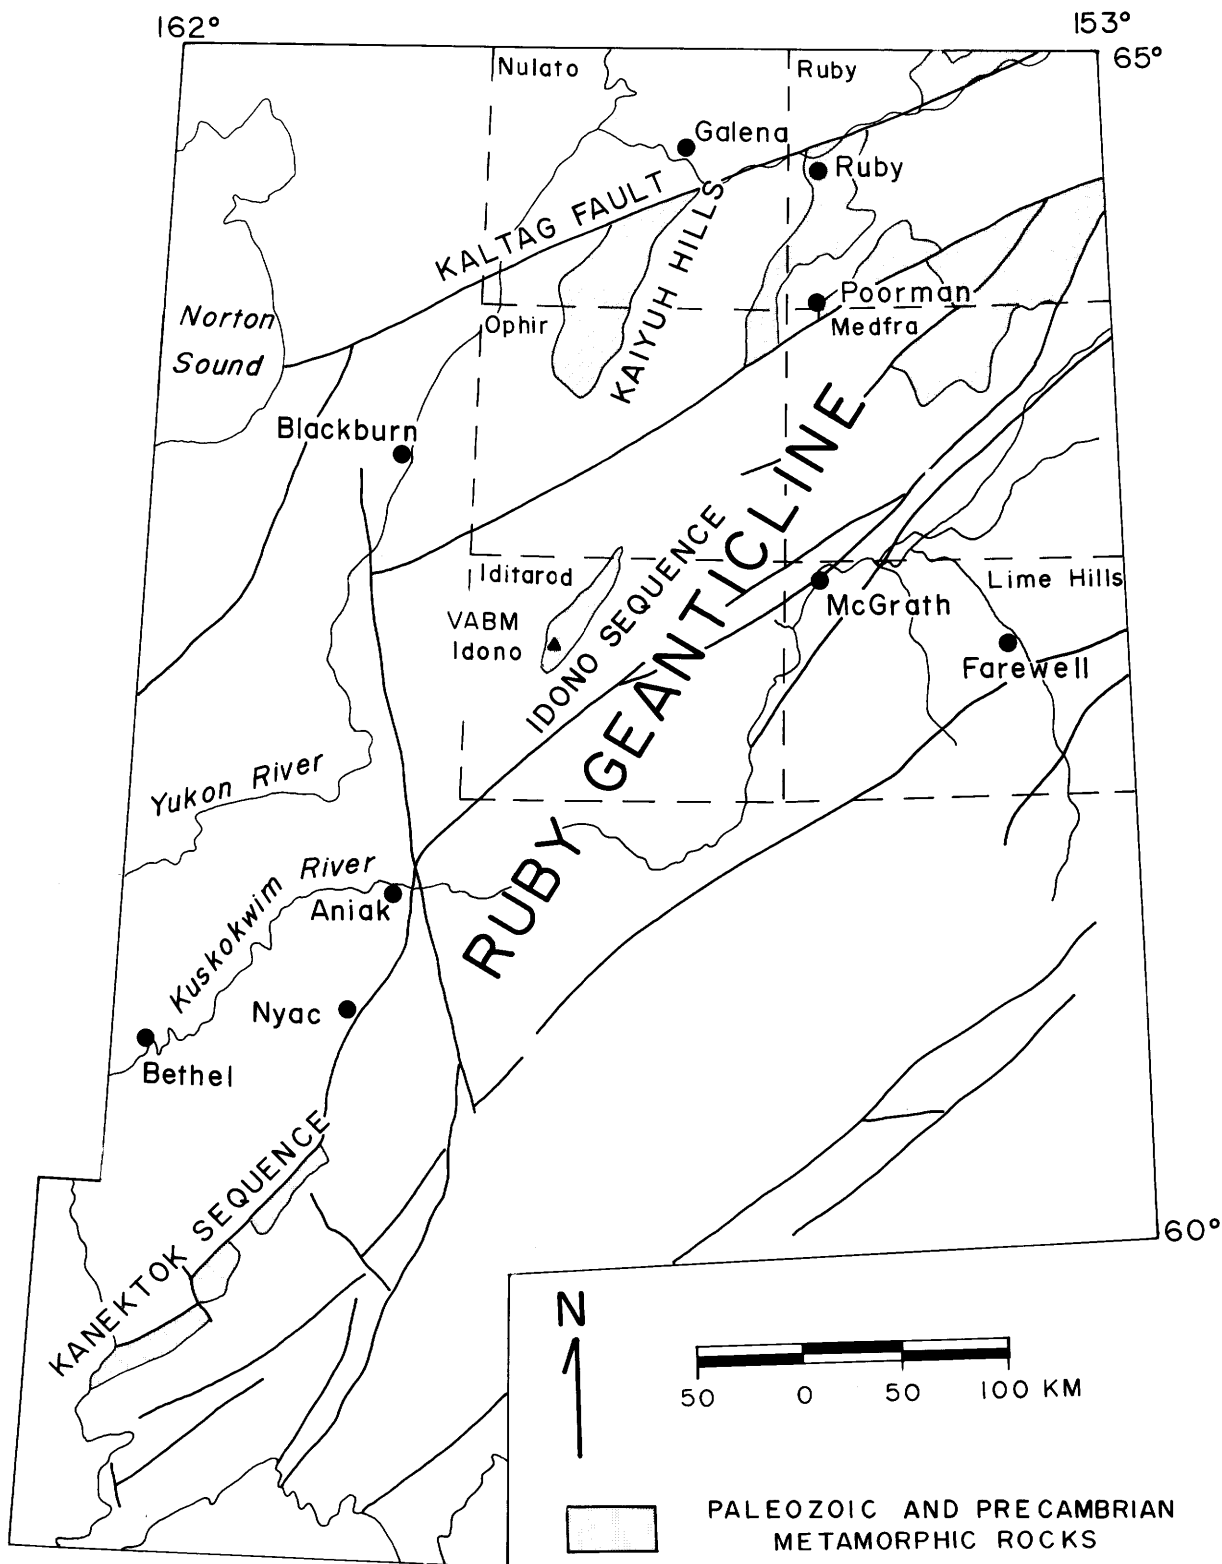 162°
153°
65°
Nulato
Ruby
Galena
Ruby
KALTAG FAULT
KAIYUH HILLS
Norton
Sound
Poorman
Ophir
Medfra
Blackburn
Iditarod
Lime Hills
VABM
Idono
IDONO SEQUENCE
McGrath
Farewell
RUBY GEANTICLINE
Yukon River
Kuskokwim River
Aniak
Nyac
Bethel
KANEKTOK SEQUENCE
60°
N
50 0 50 100 KM
PALEOZOIC AND PRECAMBRIAN
METAMORPHIC ROCKS